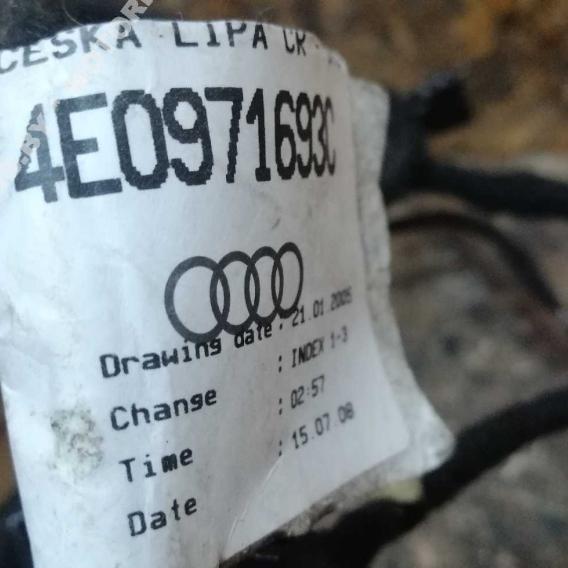 CESKA LIPA CR
4E0971693C
Drawing date : 21.01.2005
Change : INDEX 1-3
Time : 02:57
Date : 15.07.08